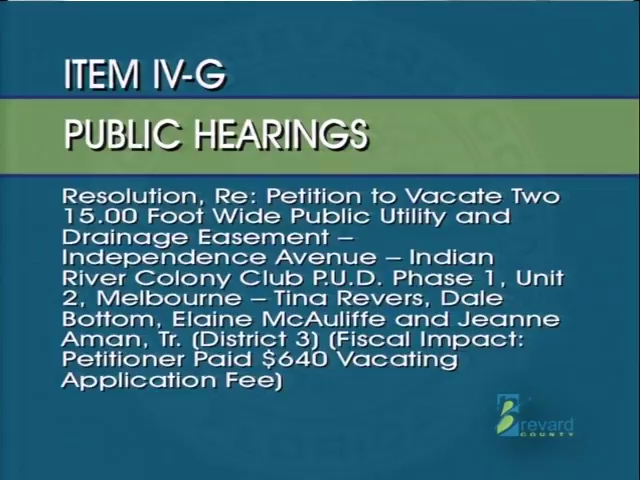 ITEM IV-G
PUBLIC HEARINGS
Resolution, Re: Petition to Vacate Two
15.00 Foot Wide Public Utility and
Drainage Easement –
Independence Avenue – Indian
River Colony Club P.U.D. Phase 1, Unit
2, Melbourne – Tina Revers, Dale
Bottom, Elaine McAuliffe and Jeanne
Aman, Tr. (District 3) (Fiscal Impact:
Petitioner Paid $640 Vacating
Application Fee)
Brevard
COUNTY